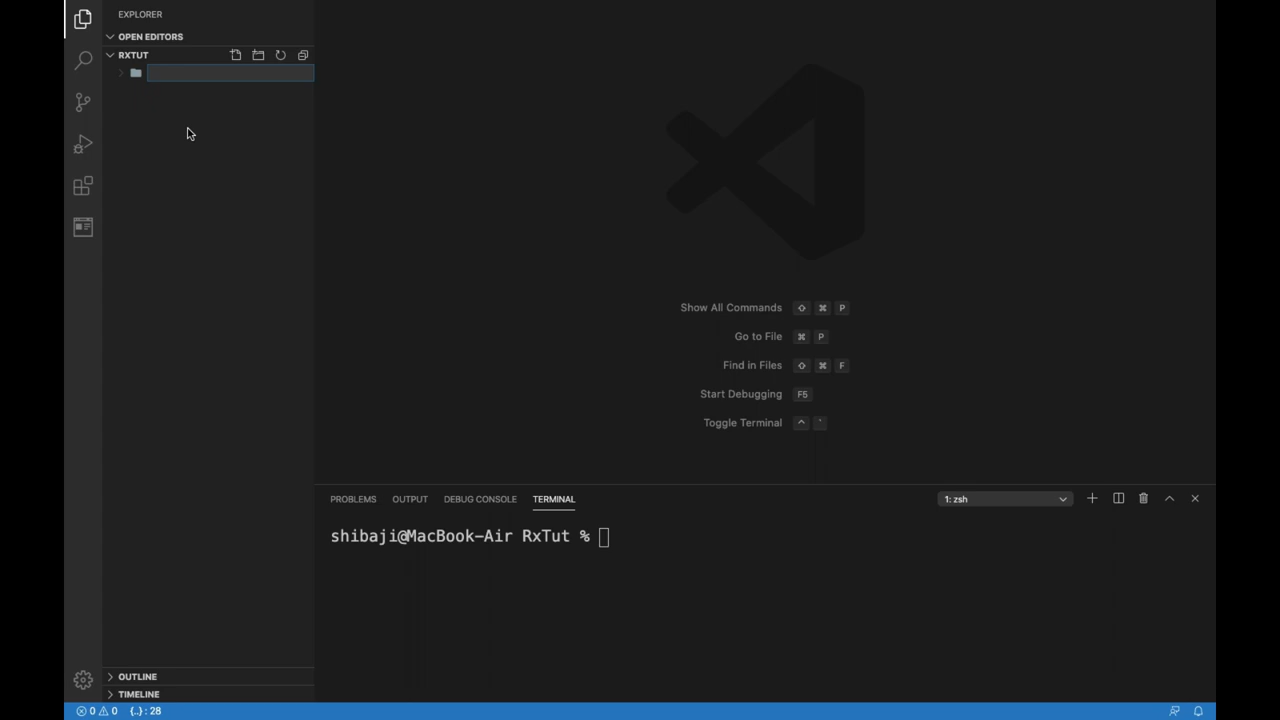 EXPLORER
OPEN EDITORS
RXTUT
Show All Commands ⇧ ⌘ P
Go to File ⌘ P
Find in Files ⇧ ⌘ F
Start Debugging F5
Toggle Terminal ^ `
PROBLEMS OUTPUT DEBUG CONSOLE TERMINAL 1: zsh
shibaji@MacBook-Air RxTut %
OUTLINE
TIMELINE
0 0 {..} : 28